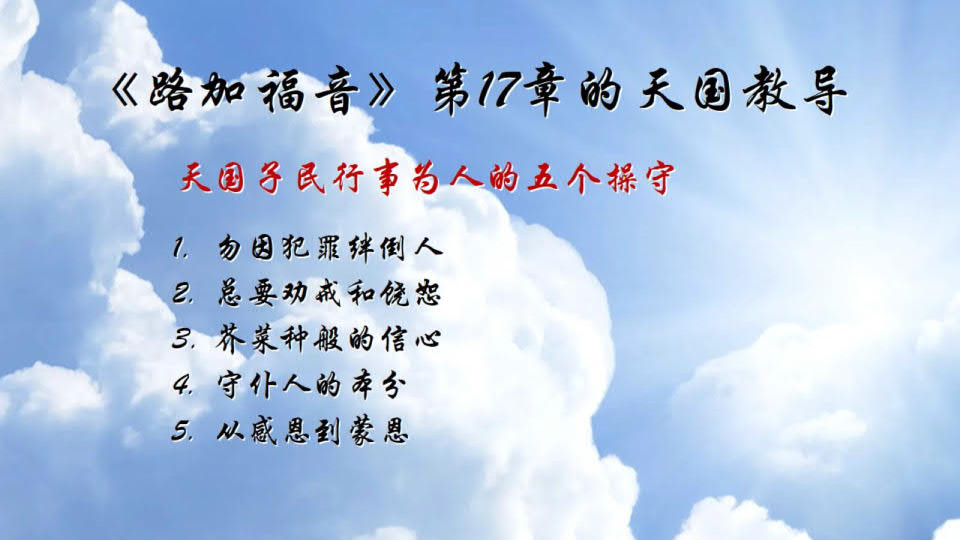 《路加福音》第17章的天国教导
天国子民行事为人的五个操守
1. 勿因犯罪绊倒人
2. 总要劝戒和饶恕
3. 芥菜种般的信心
4. 守仆人的本分
5. 从感恩到蒙恩